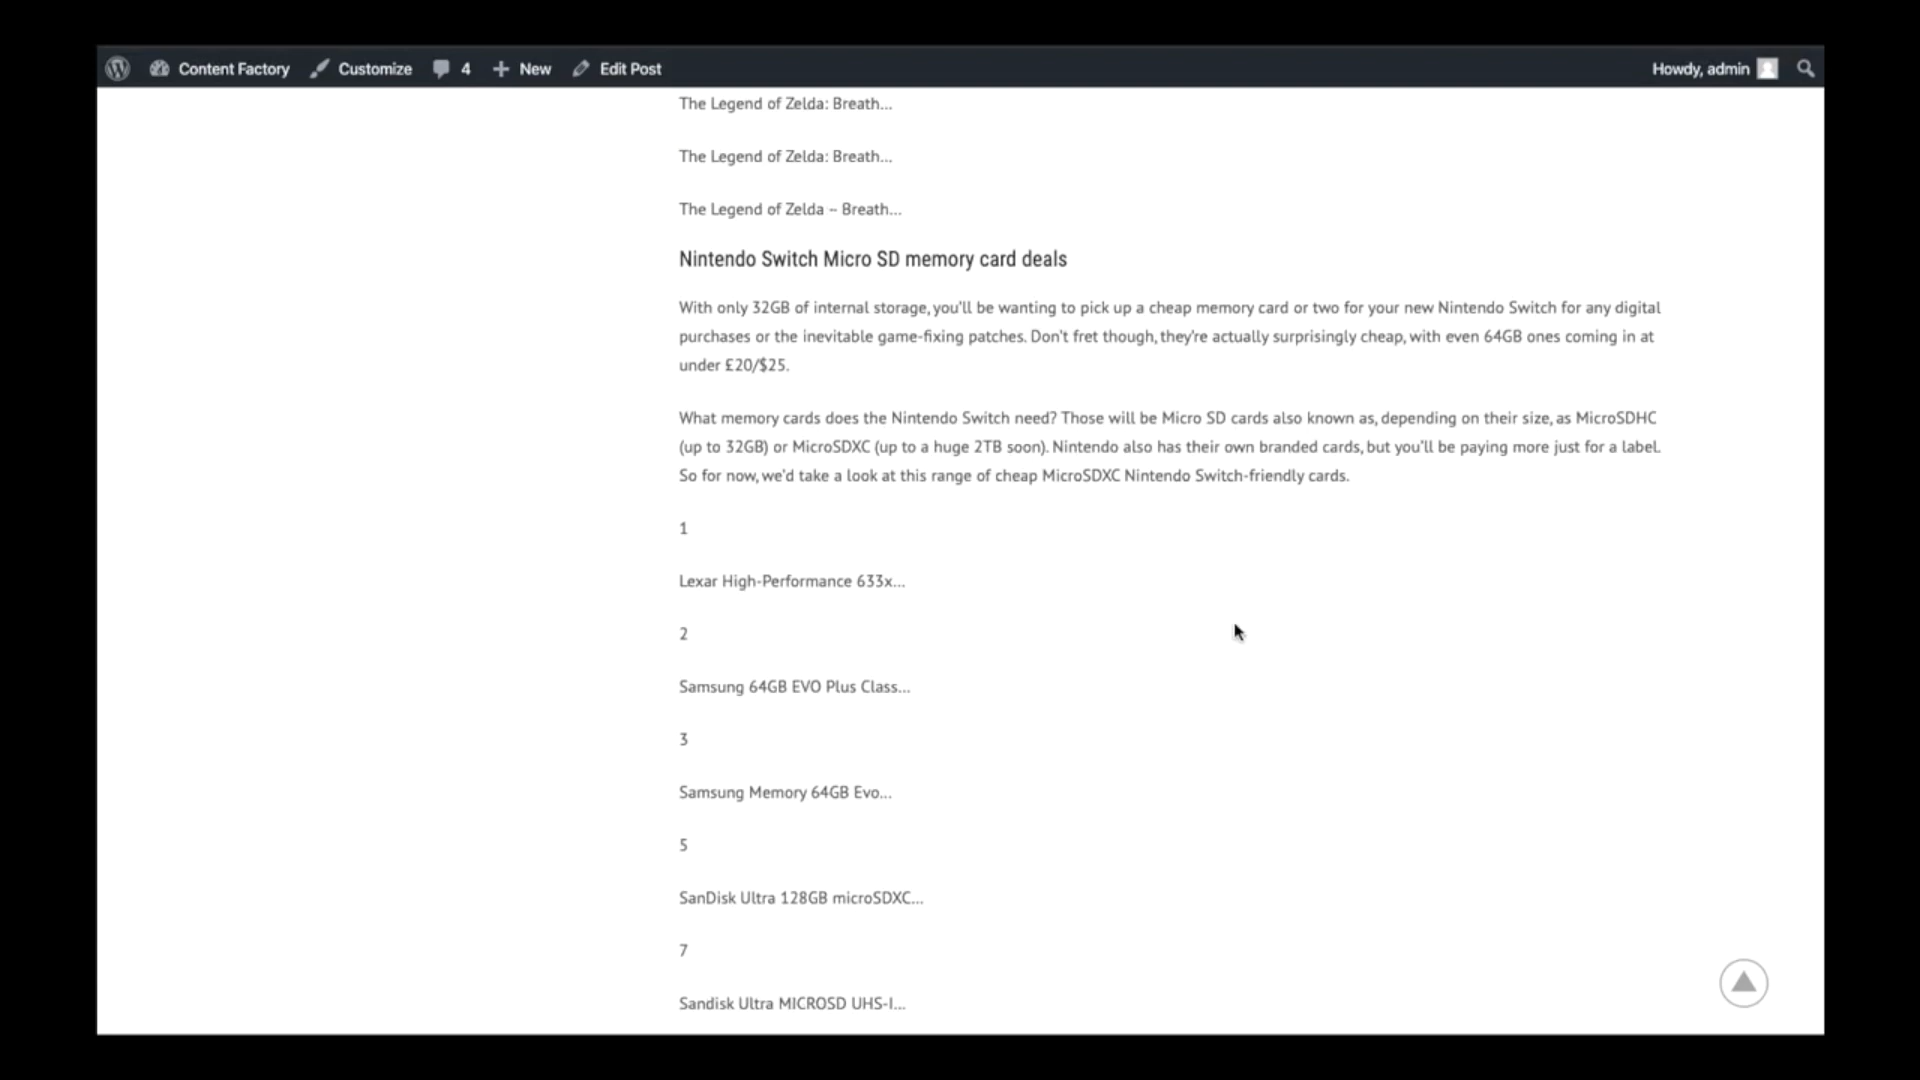 Content Factory Customize 4 New Edit Post Howdy, admin
The Legend of Zelda: Breath...
The Legend of Zelda: Breath...
The Legend of Zelda – Breath...
Nintendo Switch Micro SD memory card deals
With only 32GB of internal storage, you'll be wanting to pick up a cheap memory card or two for your new Nintendo Switch for any digital
purchases or the inevitable game-fixing patches. Don't fret though, they're actually surprisingly cheap, with even 64GB ones coming in at
under £20/$25.
What memory cards does the Nintendo Switch need? Those will be Micro SD cards also known as, depending on their size, as MicroSDHC
(up to 32GB) or MicroSDXC (up to a huge 2TB soon). Nintendo also has their own branded cards, but you'll be paying more just for a label.
So for now, we'd take a look at this range of cheap MicroSDXC Nintendo Switch-friendly cards.
1
Lexar High-Performance 633x...
2
Samsung 64GB EVO Plus Class...
3
Samsung Memory 64GB Evo...
5
SanDisk Ultra 128GB microSDXC...
7
Sandisk Ultra MICROSD UHS-I...